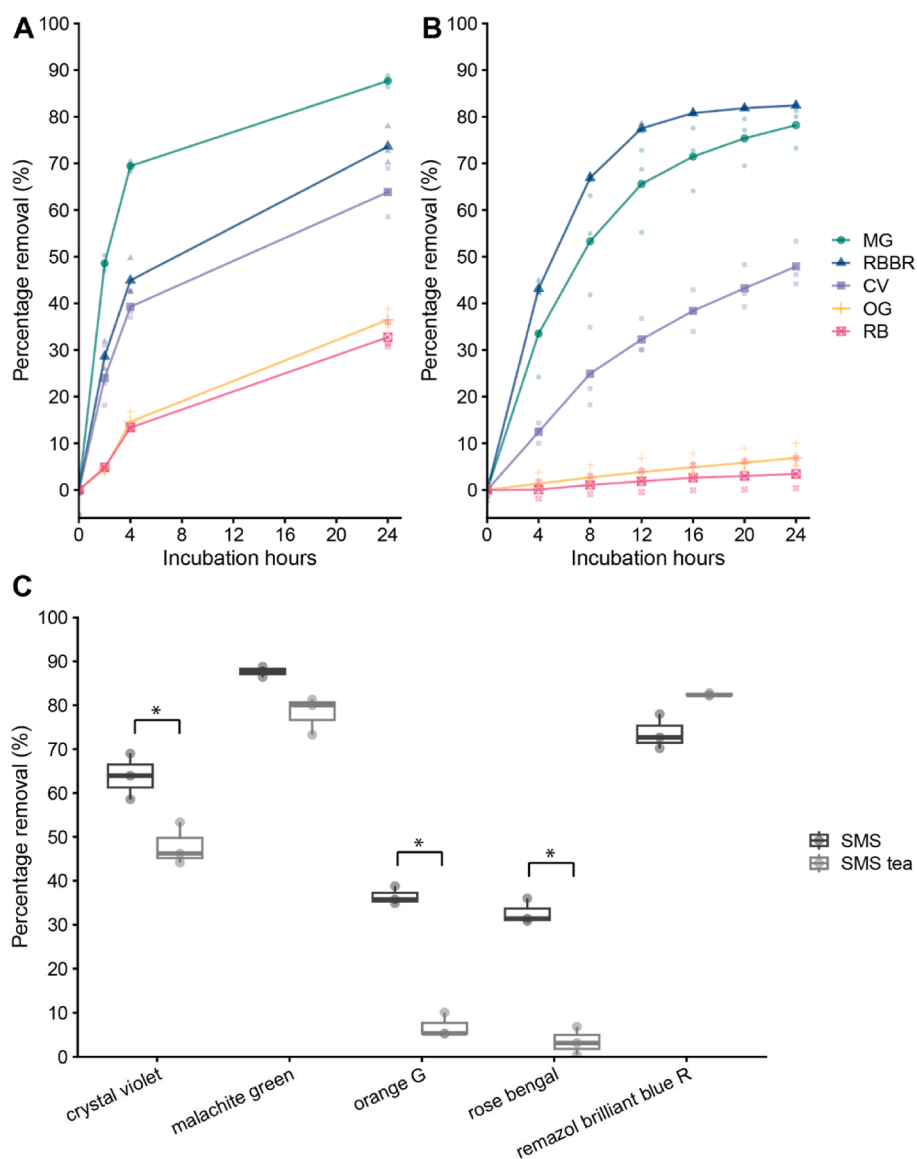 A
B
100
90
80
70
60
50
40
30
20
10
0
Percentage removal (%)
0 4 8 12 16 20 24
Incubation hours
100
90
80
70
60
50
40
30
20
10
0
Percentage removal (%)
0 4 8 12 16 20 24
Incubation hours
MG
RBBR
CV
OG
RB
C
100
90
80
70
60
50
40
30
20
10
0
Percentage removal (%)
*
*
*
crystal violet
malachite green
orange G
rose bengal
remazol brilliant blue R
SMS
SMS tea